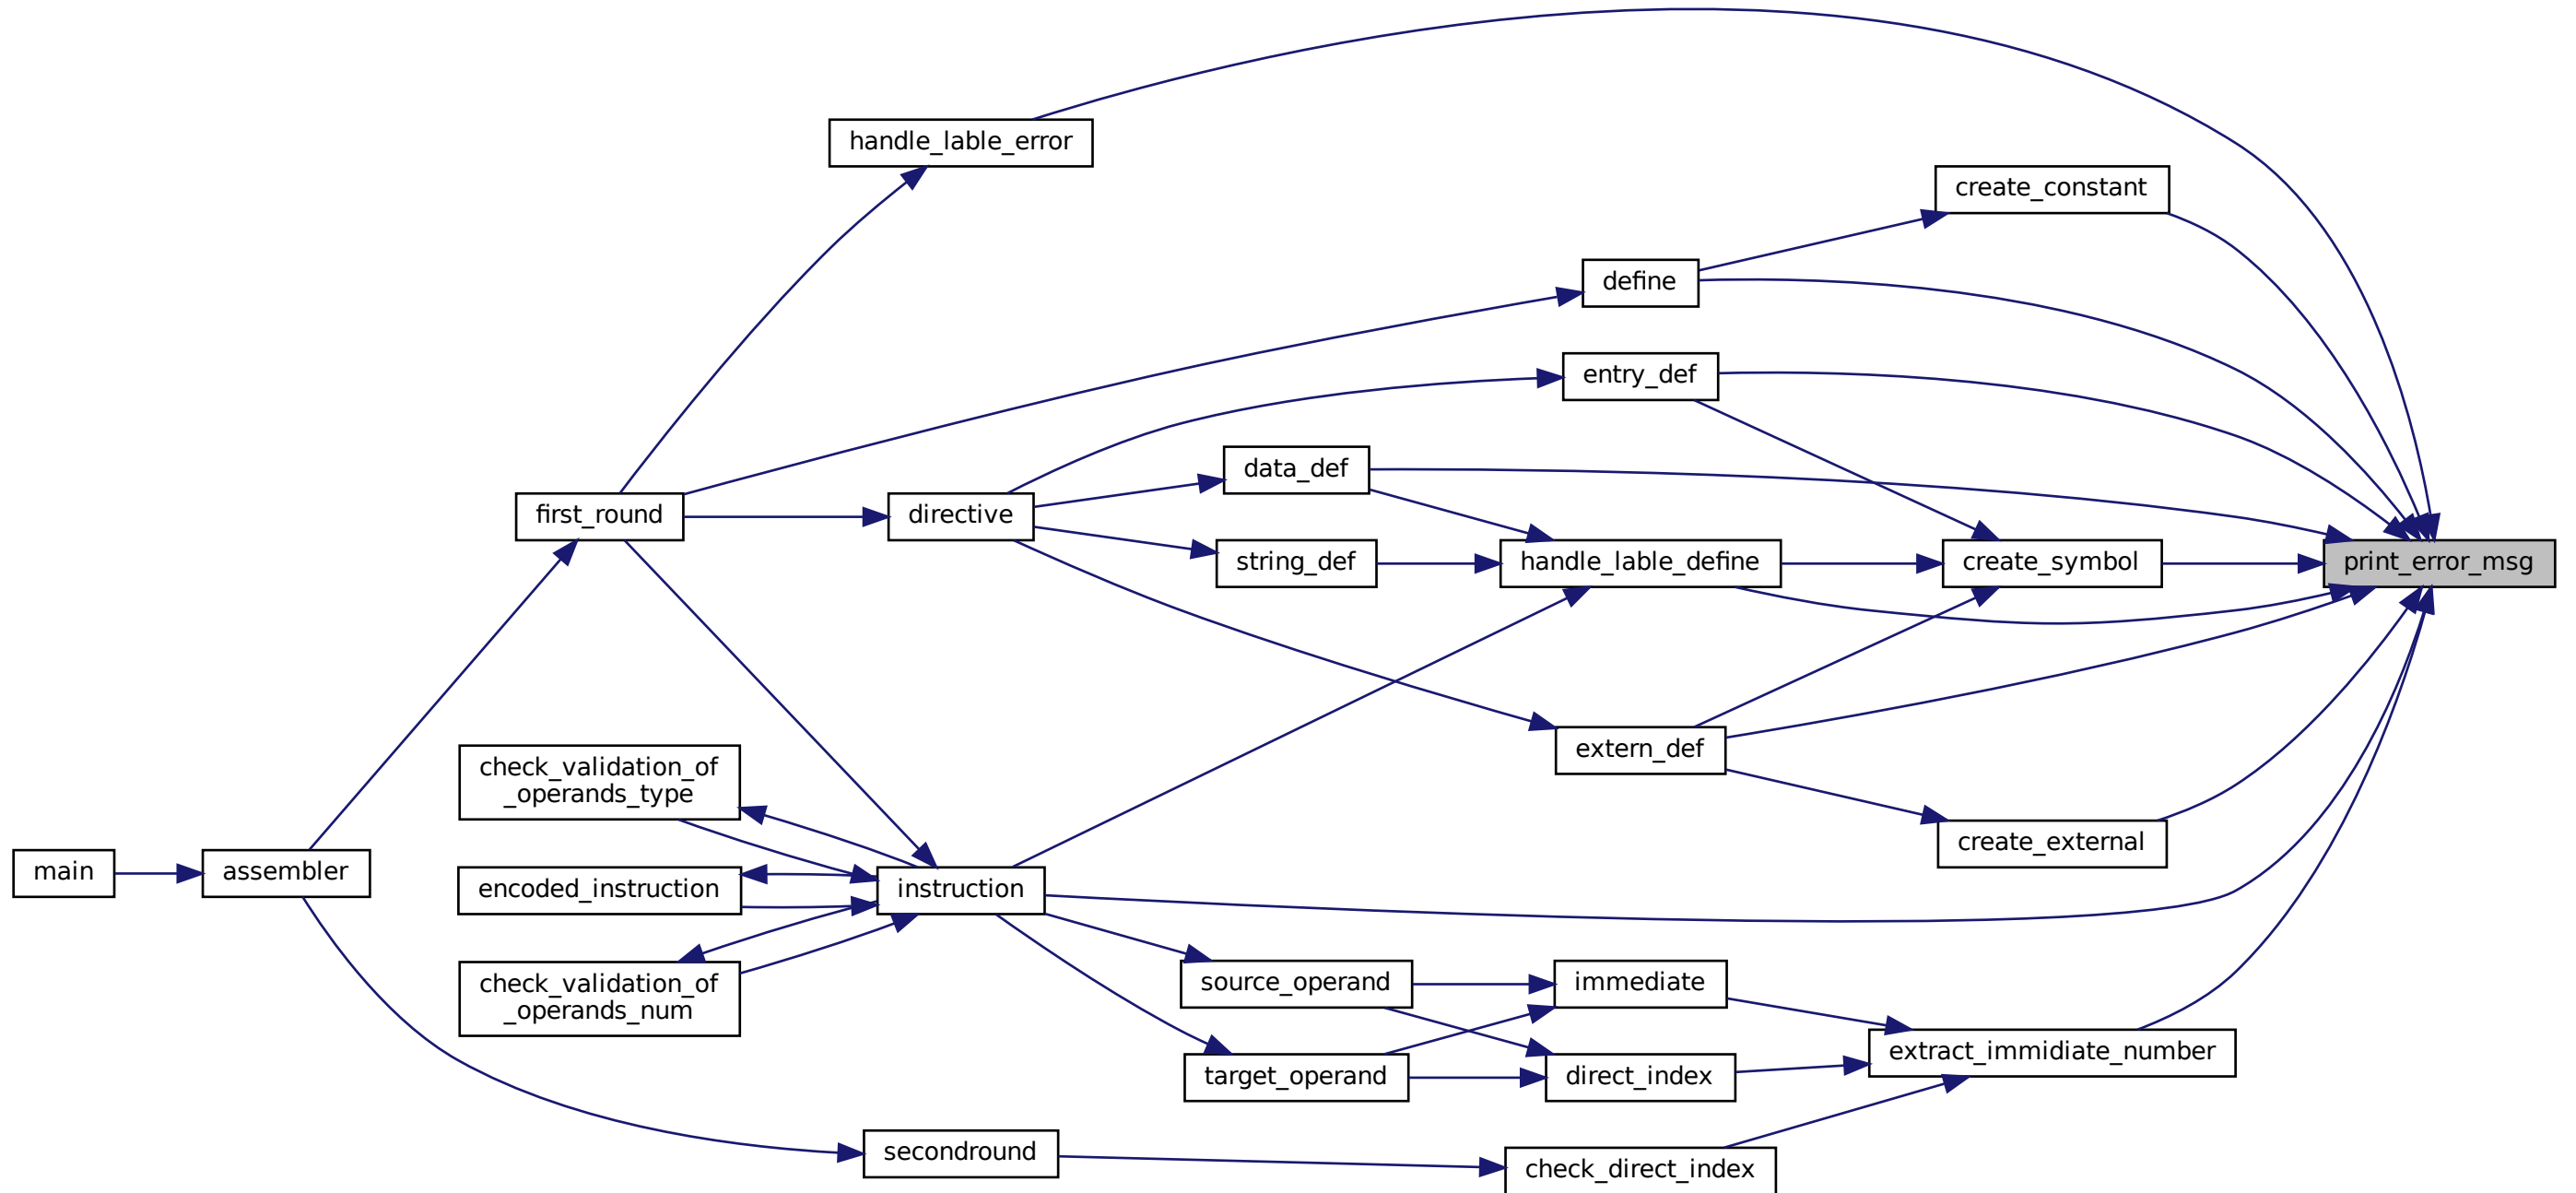 handle_lable_error
create_constant
define
entry_def
data_def
first_round
directive
string_def
handle_lable_define
create_symbol
print_error_msg
extern_def
check_validation_of
_operands_type
create_external
main
assembler
encoded_instruction
instruction
check_validation_of
_operands_num
source_operand
immediate
extract_immidiate_number
target_operand
direct_index
secondround
check_direct_index